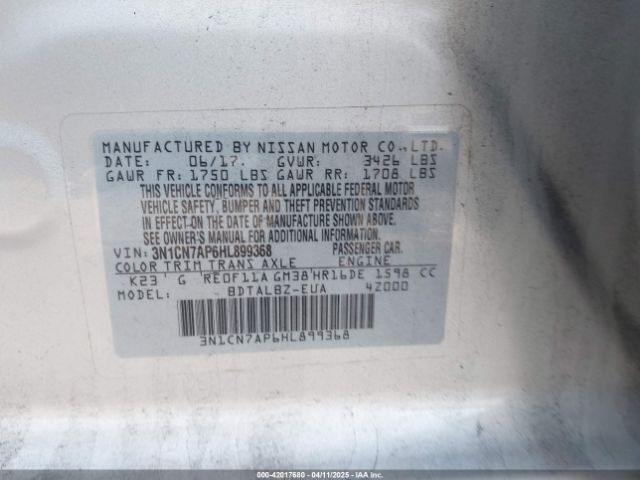 MANUFACTURED BY NISSAN MOTOR CO., LTD.
DATE: 06/17. GVWR: 3426 LBS
GAWR FR: 1750 LBS GAWR RR: 1708 LBS
THIS VEHICLE CONFORMS TO ALL APPLICABLE FEDERAL MOTOR
VEHICLE SAFETY, BUMPER AND THEFT PREVENTION STANDARDS
IN EFFECT ON THE DATE OF MANUFACTURE SHOWN ABOVE.
SEE OWNER'S MANUAL FOR ADDITIONAL INFORMATION.
VIN: 3N1CN7AP6HL899368 PASSENGER CAR.
COLOR TRIM TRANS AXLE ENGINE
K23 G RE0F11A GM38 HR16DE 1598 CC
MODEL: BDTALBZ-EUA 4Z000
3N1CN7AP6HL899368
000-42017680 - 04/11/2025 - IAAI.COM